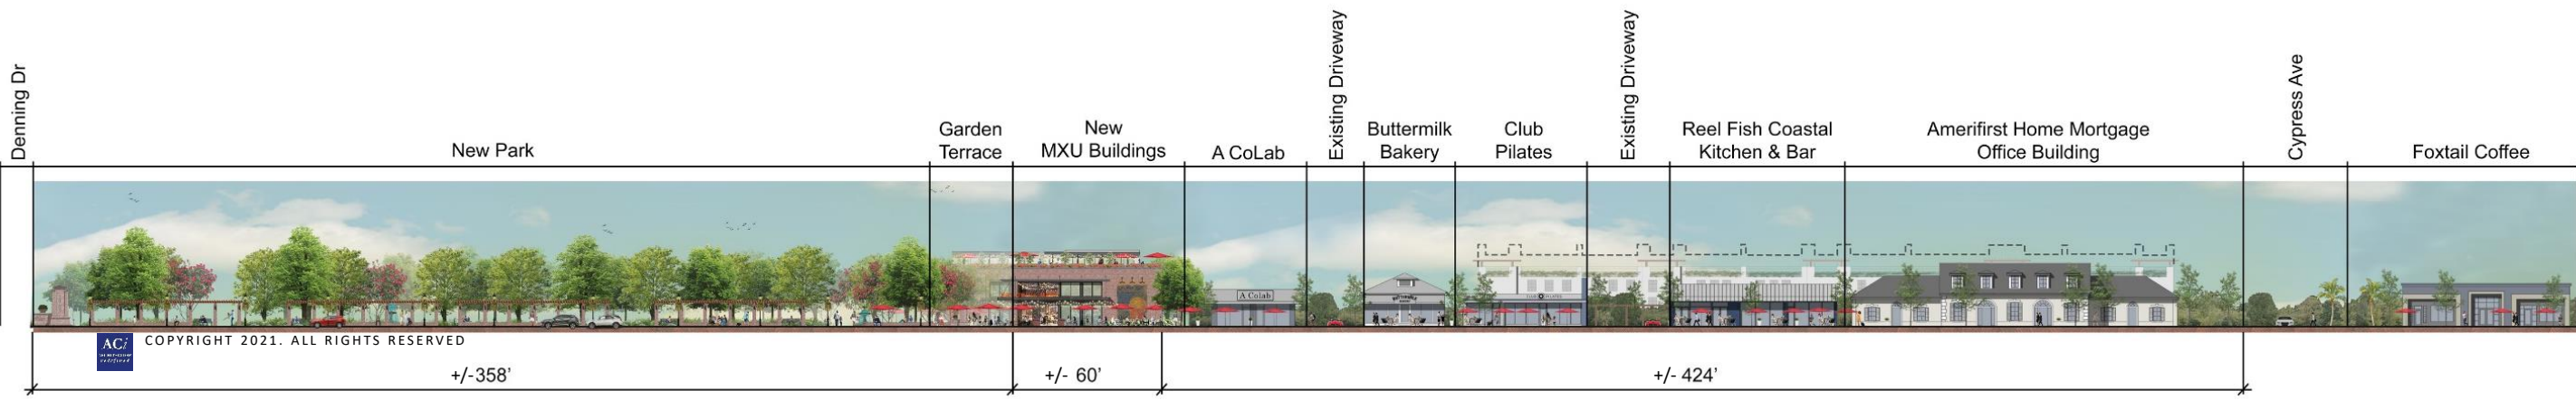 Denning Dr
New Park
Garden
Terrace
New
MXU Buildings
A CoLab
Existing Driveway
Buttermilk
Bakery
Club
Pilates
Existing Driveway
Reel Fish Coastal
Kitchen & Bar
Amerifirst Home Mortgage
Office Building
Cypress Ave
Foxtail Coffee
A Colab
ACi
COPYRIGHT 2021. ALL RIGHTS RESERVED
+/-358'
+/- 60'
+/- 424'